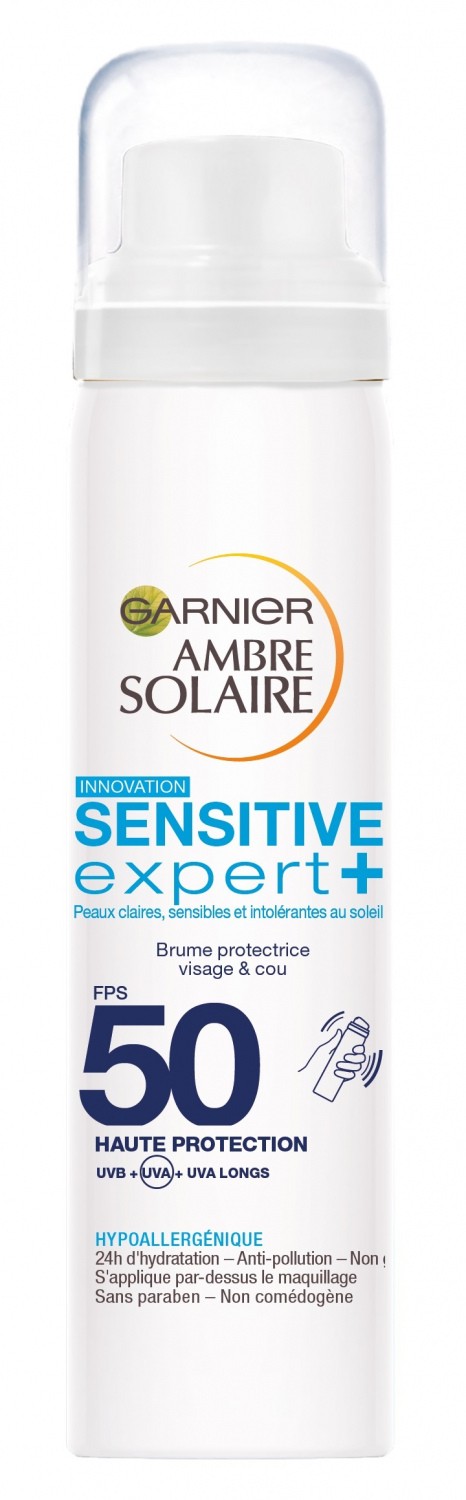 GARNIER
AMBRE
SOLAIRE
INNOVATION
SENSITIVE
expert+
Peaux claires, sensibles et intolérantes au soleil
Brume protectrice
visage & cou
FPS
50
HAUTE PROTECTION
UVB + UVA + UVA LONGS
HYPOALLERGÉNIQUE
24h d'hydratation – Anti-pollution – Non
S'applique par-dessus le maquillage
Sans paraben – Non comédogène